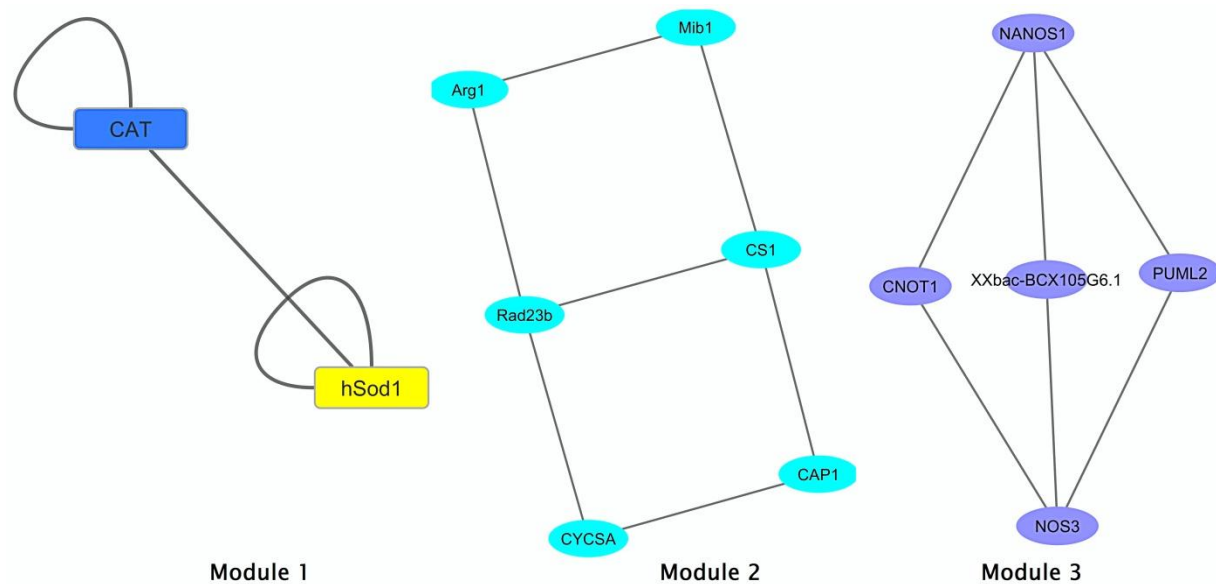 CAT
hSod1
Module 1
Mib1
Arg1
CS1
Rad23b
CAP1
CYCSA
Module 2
NANOS1
CNOT1
XXbac-BCX105G6.1
PUML2
NOS3
Module 3